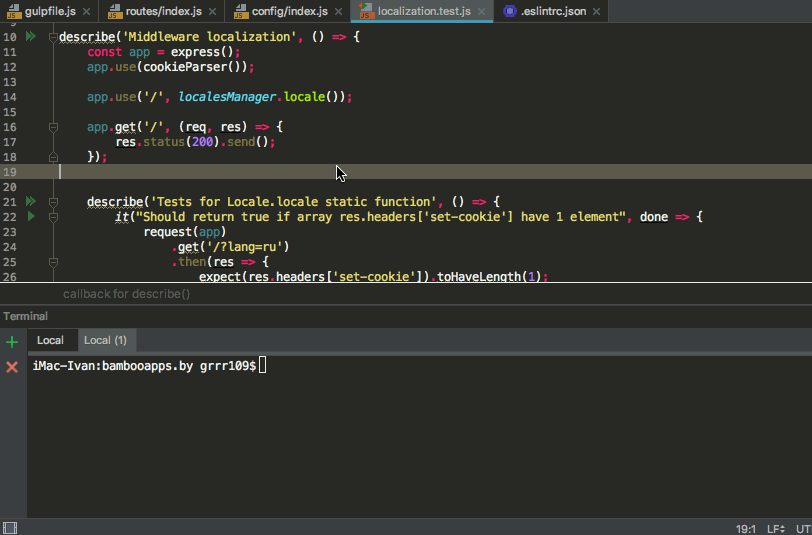 gulpfile.js routes/index.js config/index.js localization.test.js .eslintrc.json
10 describe('Middleware localization', () => {
11 const app = express();
12 app.use(cookieParser());
13
14 app.use('/', localesManager.locale());
15
16 app.get('/', (req, res) => {
17 res.status(200).send();
18 });
19
20
21 describe('Tests for Locale.locale static function', () => {
22 it("Should return true if array res.headers['set-cookie'] have 1 element", done => {
23 request(app)
24 .get('/?lang=ru')
25 .then(res => {
26 expect(res.headers['set-cookie']).toHaveLength(1);
callback for describe()
Terminal
Local Local (1)
iMac-Ivan:bambooapps.by grrr109$
19:1 LF UT